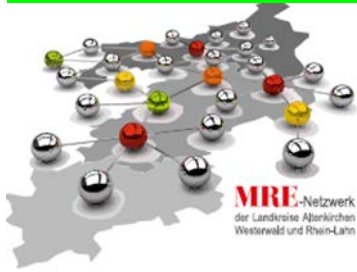 MRE-Netzwerk
der Landkreise Altenkirchen
Westerwald und Rhein-Lahn